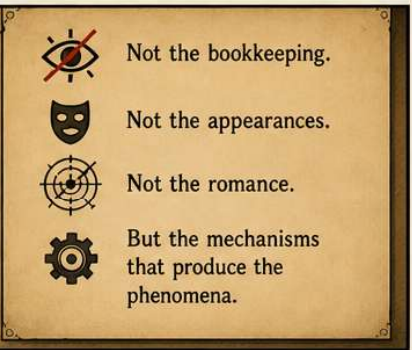 Not the bookkeeping.
Not the appearances.
Not the romance.
But the mechanisms
that produce the
phenomena.